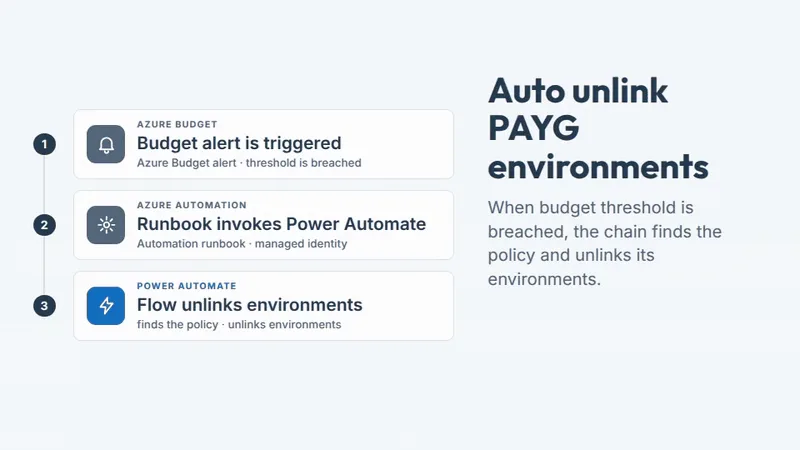 1
AZURE BUDGET
Budget alert is triggered
Azure Budget alert · threshold is breached
2
AZURE AUTOMATION
Runbook invokes Power Automate
Automation runbook · managed identity
3
POWER AUTOMATE
Flow unlinks environments
finds the policy · unlinks environments
Auto unlink
PAYG
environments
When budget threshold is
breached, the chain finds the
policy and unlinks its
environments.